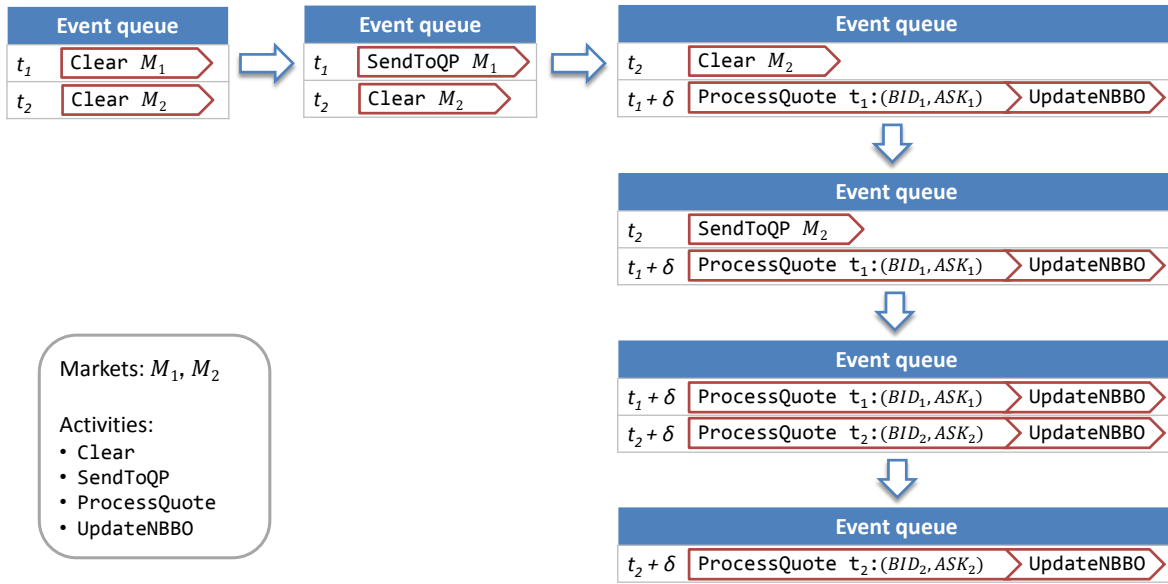 Event queue
t1 Clear M1
t2 Clear M2
Event queue
t1 SendToQP M1
t2 Clear M2
Event queue
t2 Clear M2
t1 + δ ProcessQuote t1:(BID1, ASK1) UpdateNBBO
Event queue
t2 SendToQP M2
t1 + δ ProcessQuote t1:(BID1, ASK1) UpdateNBBO
Event queue
t1 + δ ProcessQuote t1:(BID1, ASK1) UpdateNBBO
t2 + δ ProcessQuote t2:(BID2, ASK2) UpdateNBBO
Event queue
t2 + δ ProcessQuote t2:(BID2, ASK2) UpdateNBBO
Markets: M1, M2
Activities:
• Clear
• SendToQP
• ProcessQuote
• UpdateNBBO